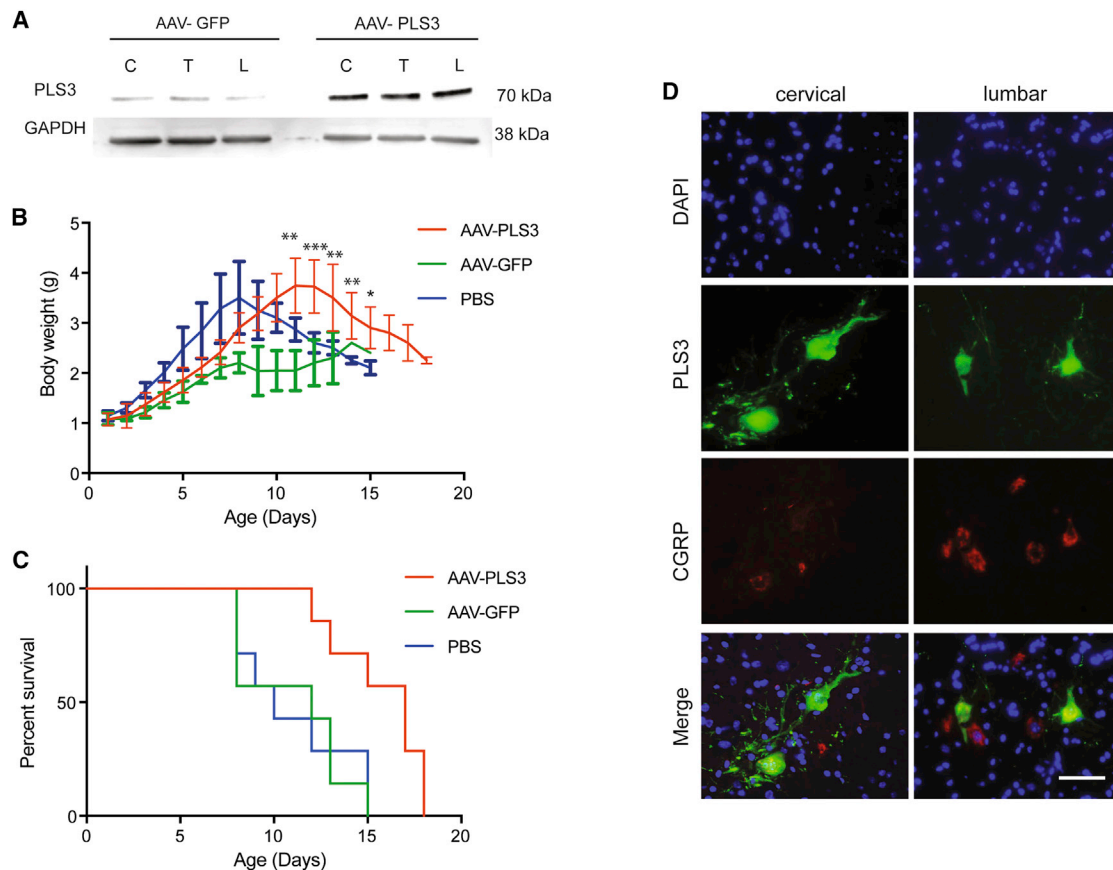 A
AAV- GFP
AAV- PLS3
C T L
C T L
PLS3
70 kDa
GAPDH
38 kDa
B
5
4
3
2
1
0
Body weight (g)
** *** ** ** *
AAV-PLS3
AAV-GFP
PBS
0 5 10 15 20
Age (Days)
C
100
50
0
Percent survival
AAV-PLS3
AAV-GFP
PBS
0 5 10 15 20
Age (Days)
D
cervical lumbar
DAPI
PLS3
CGRP
Merge